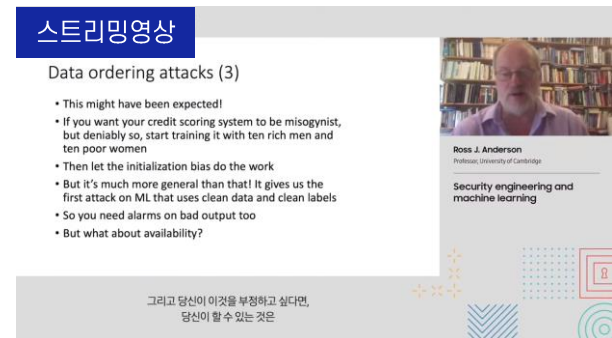 스트리밍영상
Data ordering attacks (3)
• This might have been expected!
• If you want your credit scoring system to be misogynist,
but deniably so, start training it with ten rich men and
ten poor women
• Then let the initialization bias do the work
• But it's much more general than that! It gives us the
first attack on ML that uses clean data and clean labels
• So you need alarms on bad output too
• But what about availability?
Ross J. Anderson
Professor, University of Cambridge
Security engineering and
machine learning
그리고 당신이 이것을 부정하고 싶다면,
당신이 할 수 있는 것은